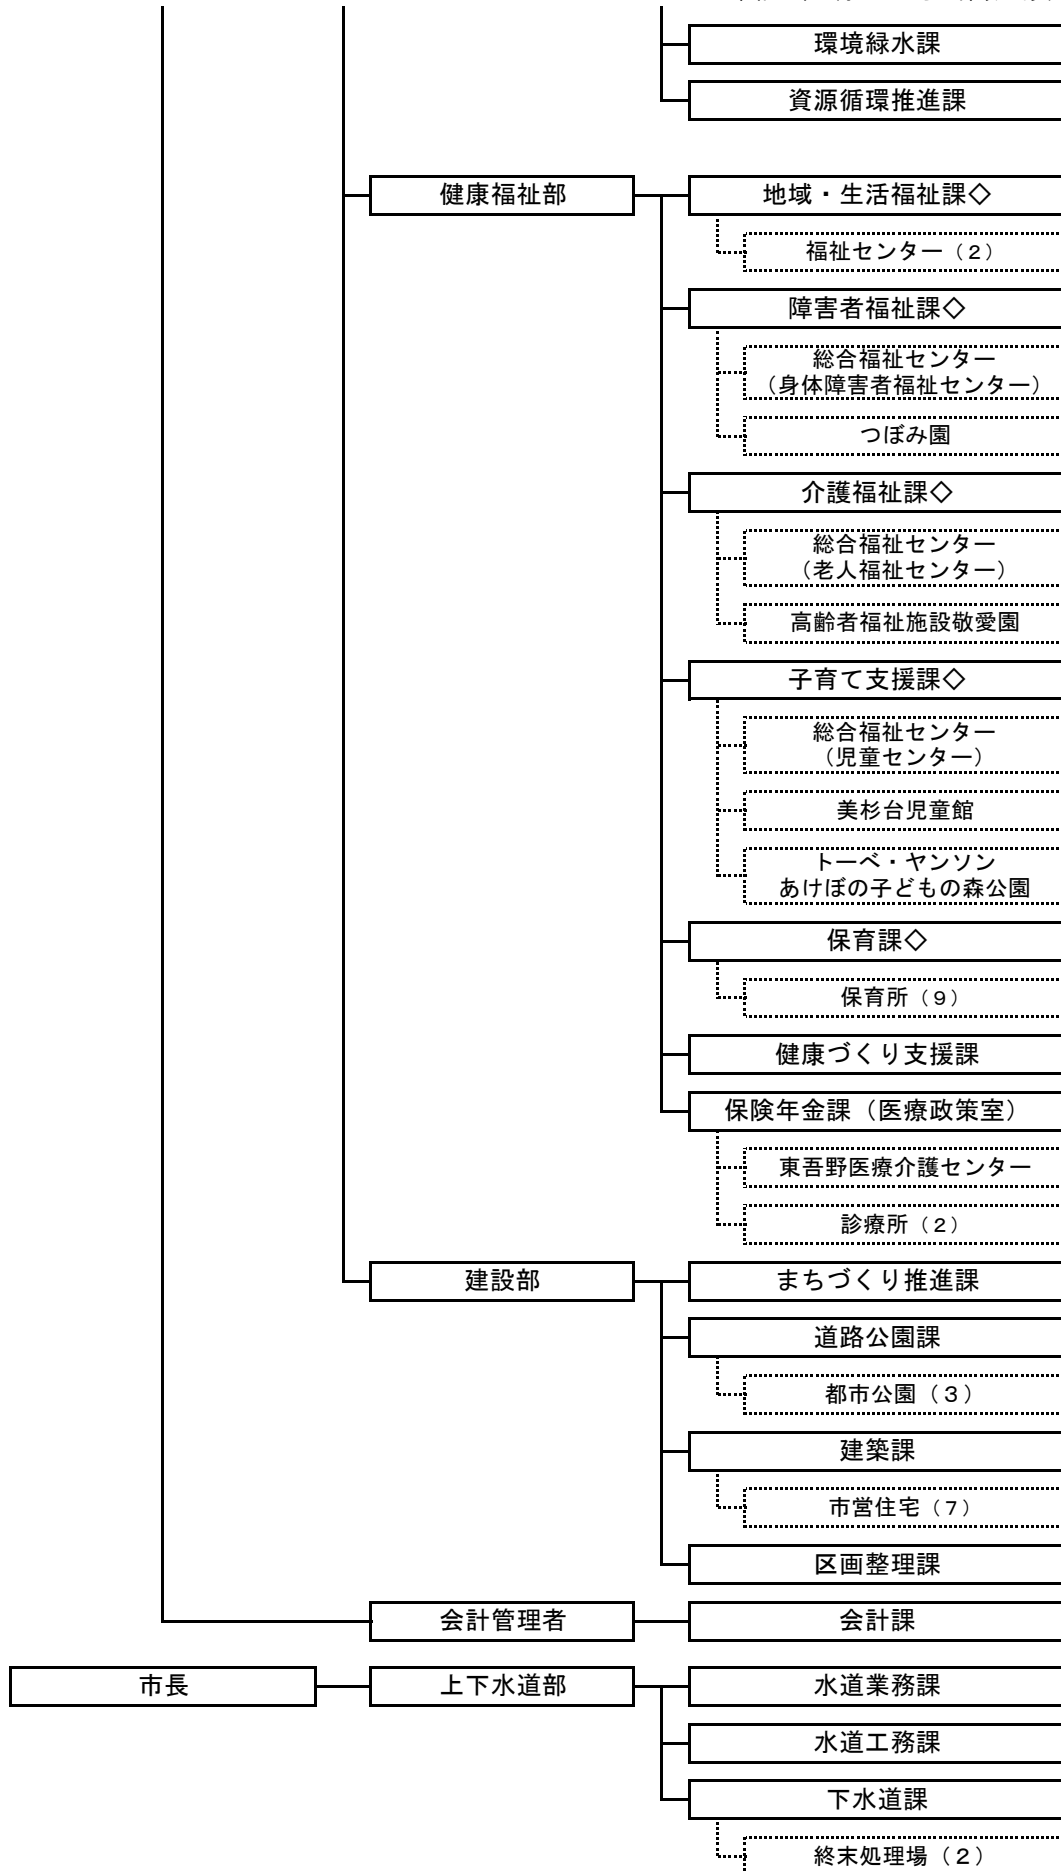 環境緑水課
資源循環推進課
健康福祉部
地域・生活福祉課◇
福祉センター（２）
障害者福祉課◇
総合福祉センター
（身体障害者福祉センター）
つぼみ園
介護福祉課◇
総合福祉センター
（老人福祉センター）
高齢者福祉施設敬愛園
子育て支援課◇
総合福祉センター
（児童センター）
美杉台児童館
トーベ・ヤンソン
あけぼの子どもの森公園
保育課◇
保育所（９）
健康づくり支援課
保険年金課（医療政策室）
東吾野医療介護センター
診療所（２）
建設部
まちづくり推進課
道路公園課
都市公園（３）
建築課
市営住宅（７）
区画整理課
会計管理者
会計課
市長
上下水道部
水道業務課
水道工務課
下水道課
終末処理場（２）